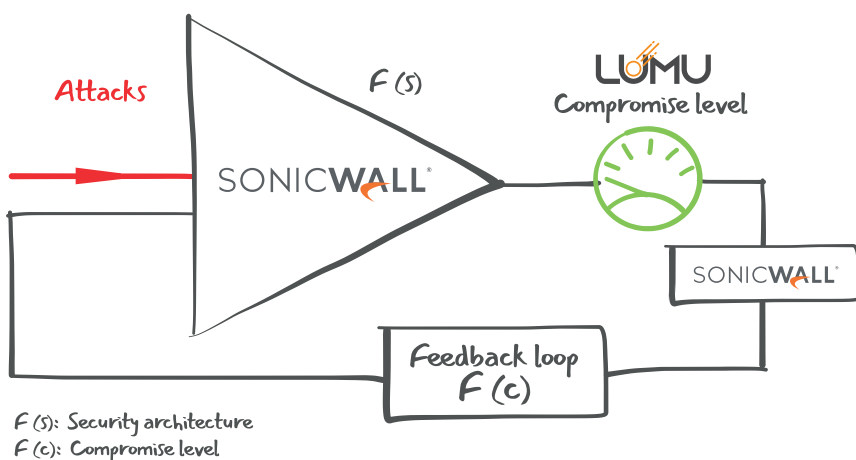 Attacks
F (s)
SONICWALL®
LUMU
Compromise level
SONICWALL®
Feedback loop
F (c)
F (s): Security architecture
F (c): Compromise level